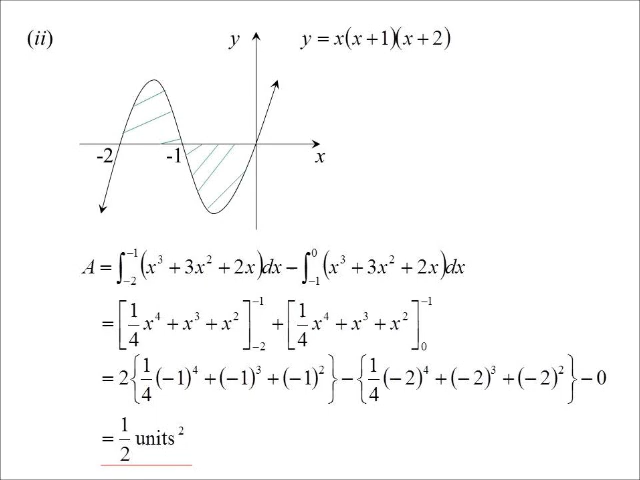 (ii) y y = x(x + 1)(x + 2)
-2 -1 x
A = ∫₋₂⁻¹ (x³ + 3x² + 2x)dx − ∫₋₁⁰ (x³ + 3x² + 2x)dx
= [1/4 x⁴ + x³ + x²]₋₂⁻¹ + [1/4 x⁴ + x³ + x²]₀⁻¹
= 2{1/4 (−1)⁴ + (−1)³ + (−1)²} − {1/4 (−2)⁴ + (−2)³ + (−2)²} − 0
= 1/2 units²